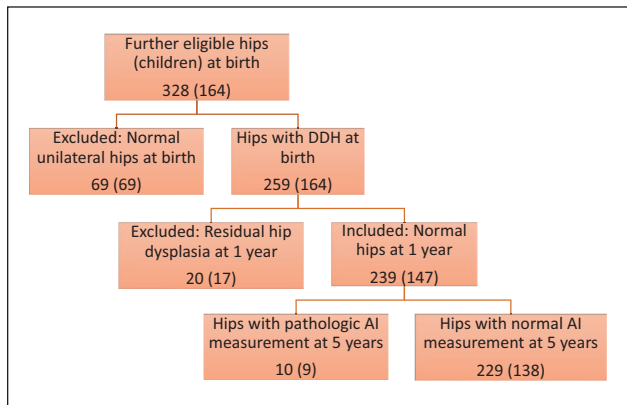 Further eligible hips
(children) at birth
328 (164)
Excluded: Normal
unilateral hips at birth
69 (69)
Hips with DDH at
birth
259 (164)
Excluded: Residual hip
dysplasia at 1 year
20 (17)
Included: Normal
hips at 1 year
239 (147)
Hips with pathologic AI
measurement at 5 years
10 (9)
Hips with normal AI
measurement at 5 years
229 (138)